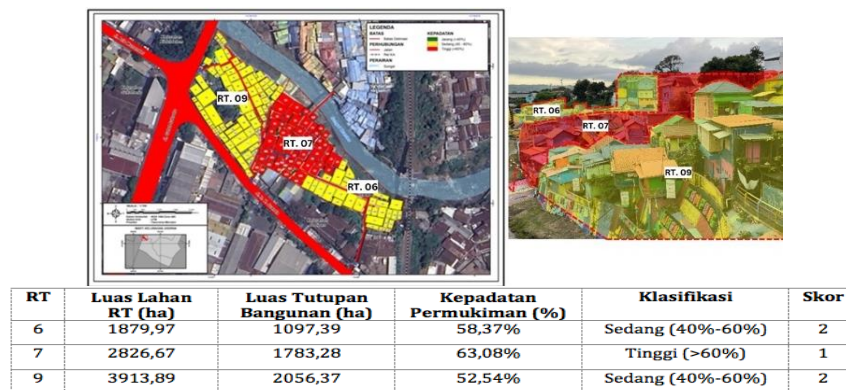 LEGENDA
BATAS
KEPADATAN
PERHUBUNGAN
PERAIRAN
RT. 09
RT. 07
RT. 06
RT. 06
RT. 07
RT. 09
RT Luas Lahan RT (ha) Luas Tutupan Bangunan (ha) Kepadatan Permukiman (%) Klasifikasi Skor
6 1879,97 1097,39 58,37% Sedang (40%-60%) 2
7 2826,67 1783,28 63,08% Tinggi (>60%) 1
9 3913,89 2056,37 52,54% Sedang (40%-60%) 2